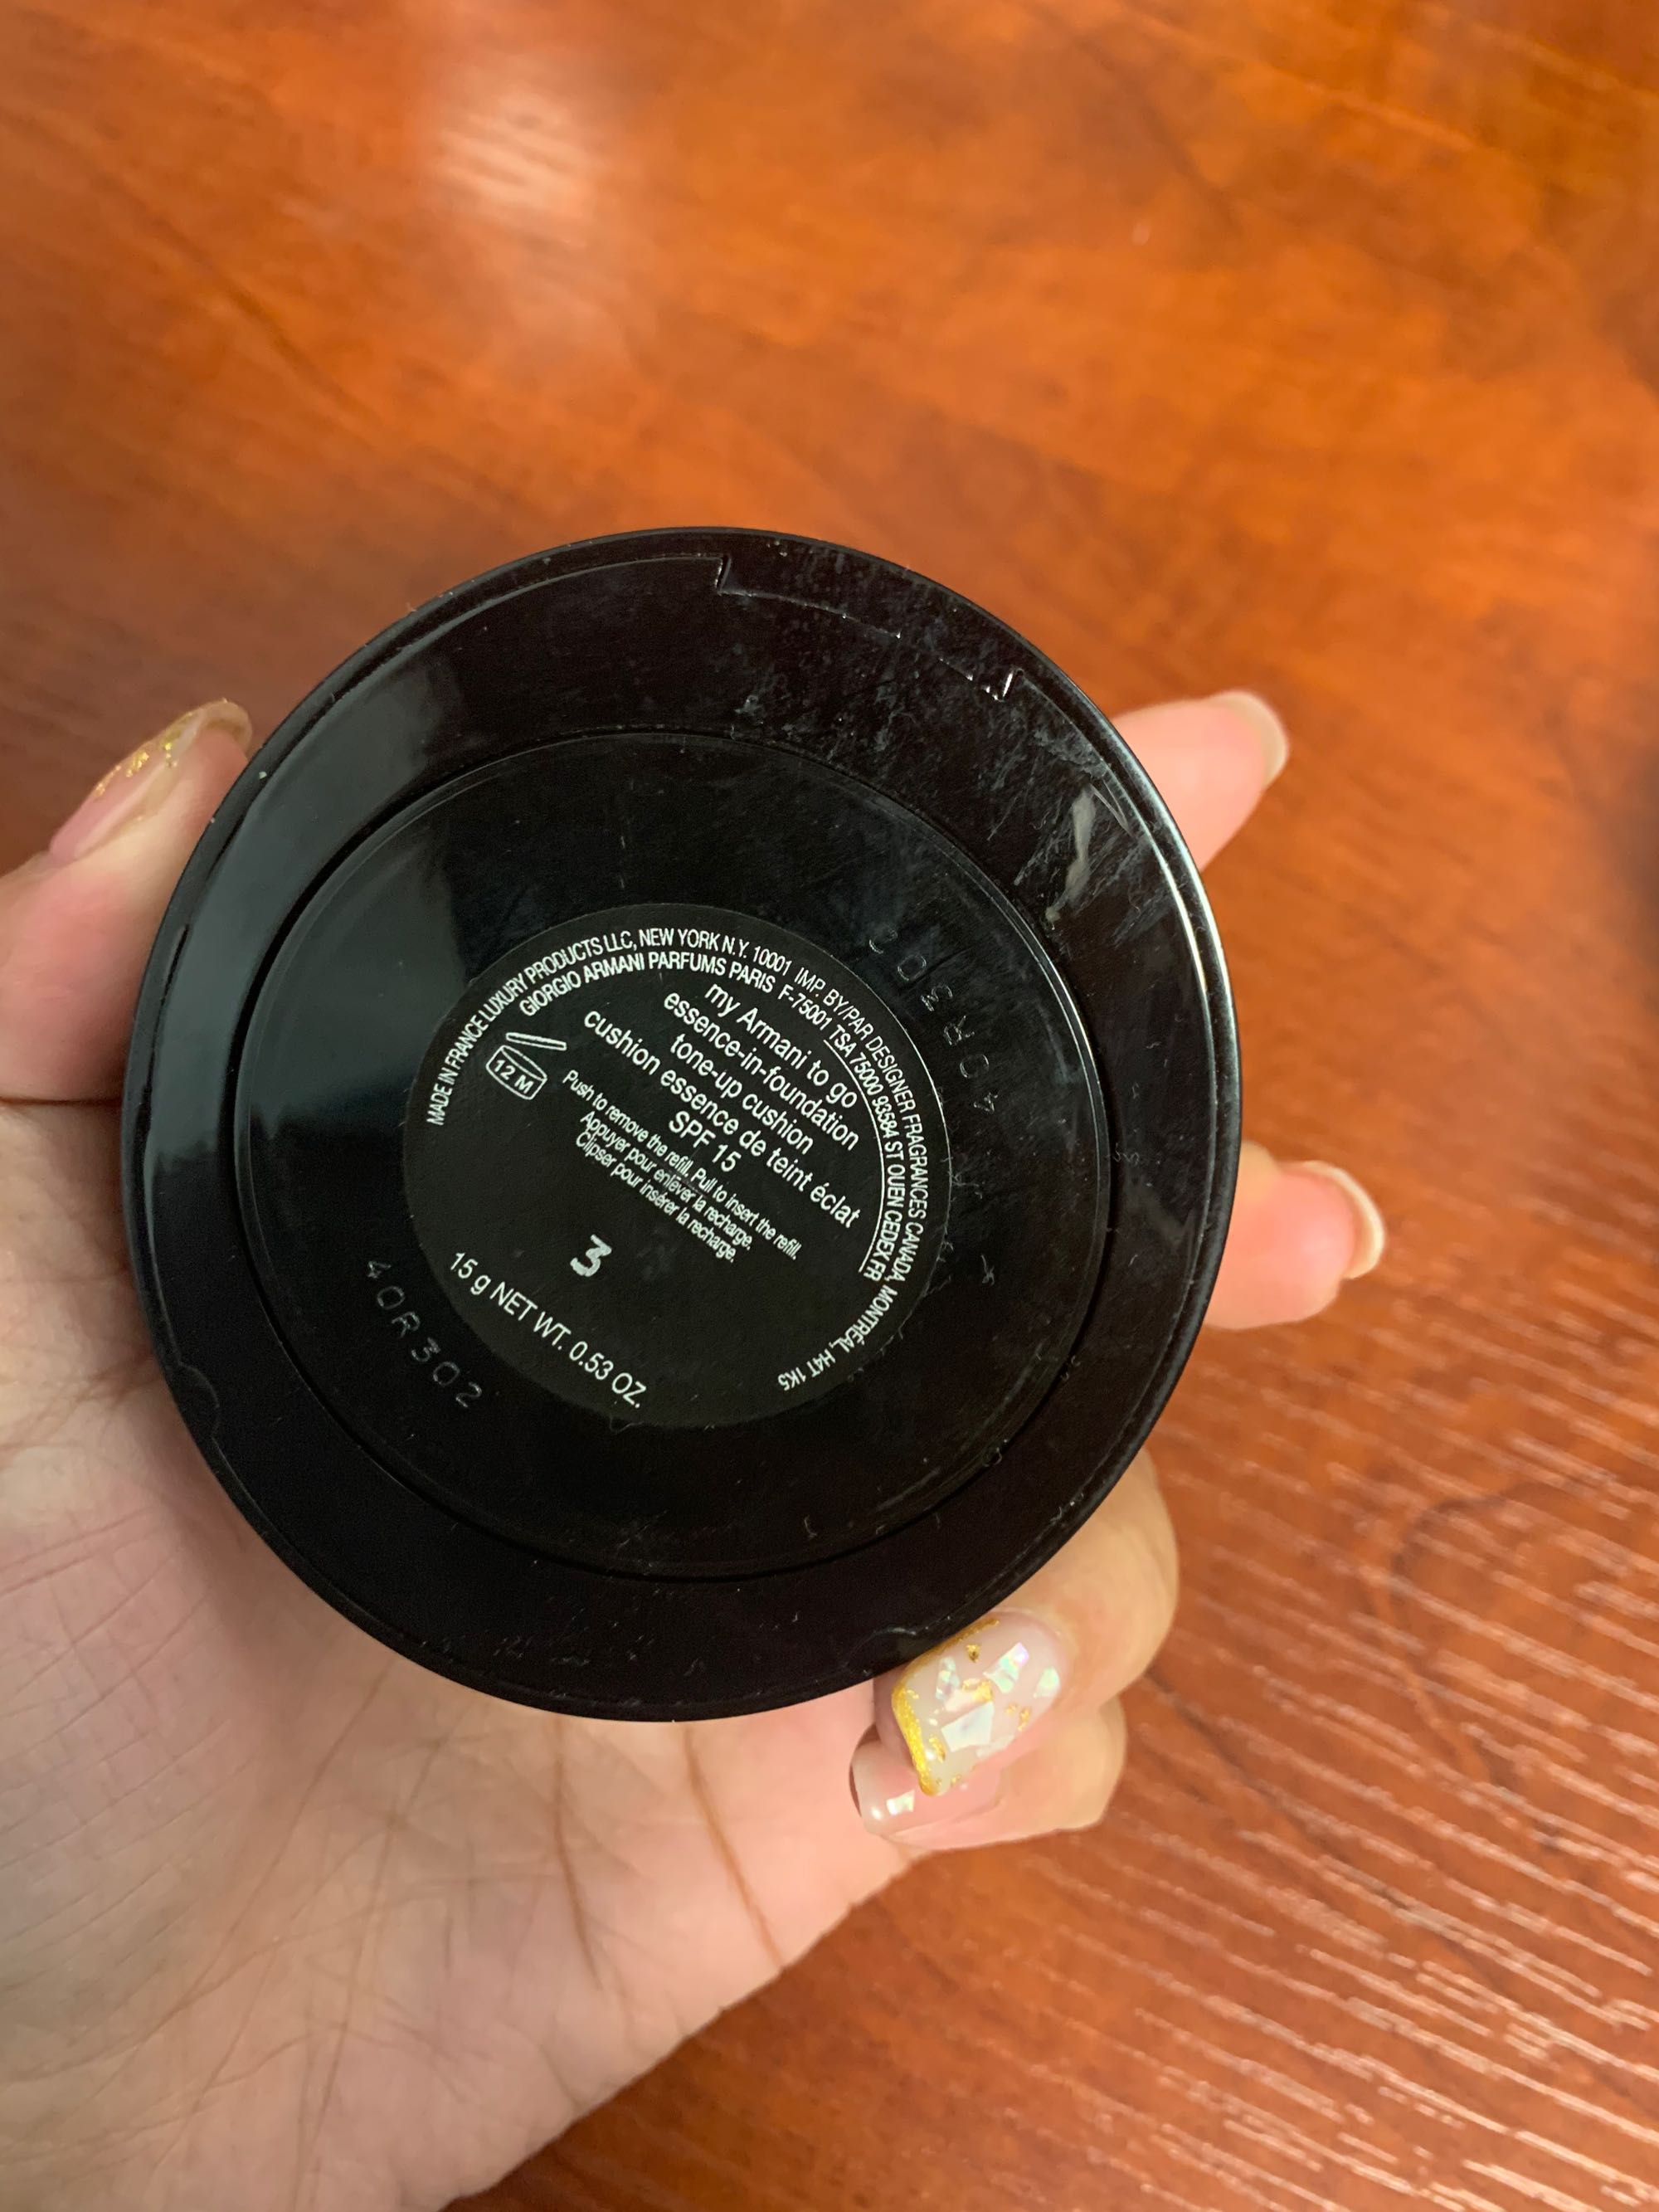 MADE IN FRANCE LUXURY PRODUCTS LLC, NEW YORK N.Y. 10001 IMP. BY/PAR DESIGNER FRAGRANCES CANADA, MONTRÉAL, H4T 1K5
GIORGIO ARMANI PARFUMS PARIS F-75001 TSA 75000 93584 ST OUEN CEDEX FR
my Armani to go
essence-in-foundation
tone-up cushion
cushion essence de teint éclat
SPF 15
12 M
Push to remove the refill. Pull to insert the refill.
Appuyer pour enlever la recharge.
Clipser pour insérer la recharge.
3
15 g NET WT. 0.53 OZ.
40R302
40R302